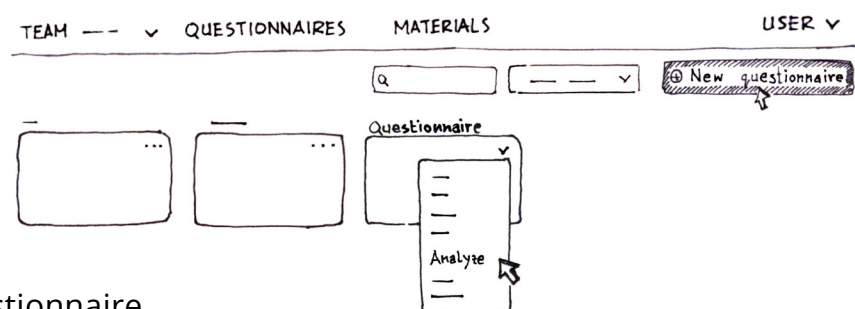 TEAM QUESTIONNAIRES MATERIALS USER
New questionnaire
Questionnaire
Analyze
stionnaire